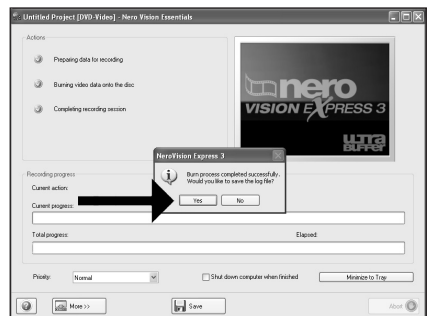 Untitled Project [DVD-Video] - Nero Vision Essentials
Actions
Preparing data for recording
Burning video data onto the disc
Completing recording session
nero
VISION EXPRESS 3
ULTRA
BUFFER
NeroVision Express 3
Burn process completed successfully.
Would you like to save the log file?
Yes No
Recording progress
Current action:
Current progress:
Total progress: Elapsed:
Priority: Normal Shut down computer when finished Minimize to Tray
More >> Save Abort